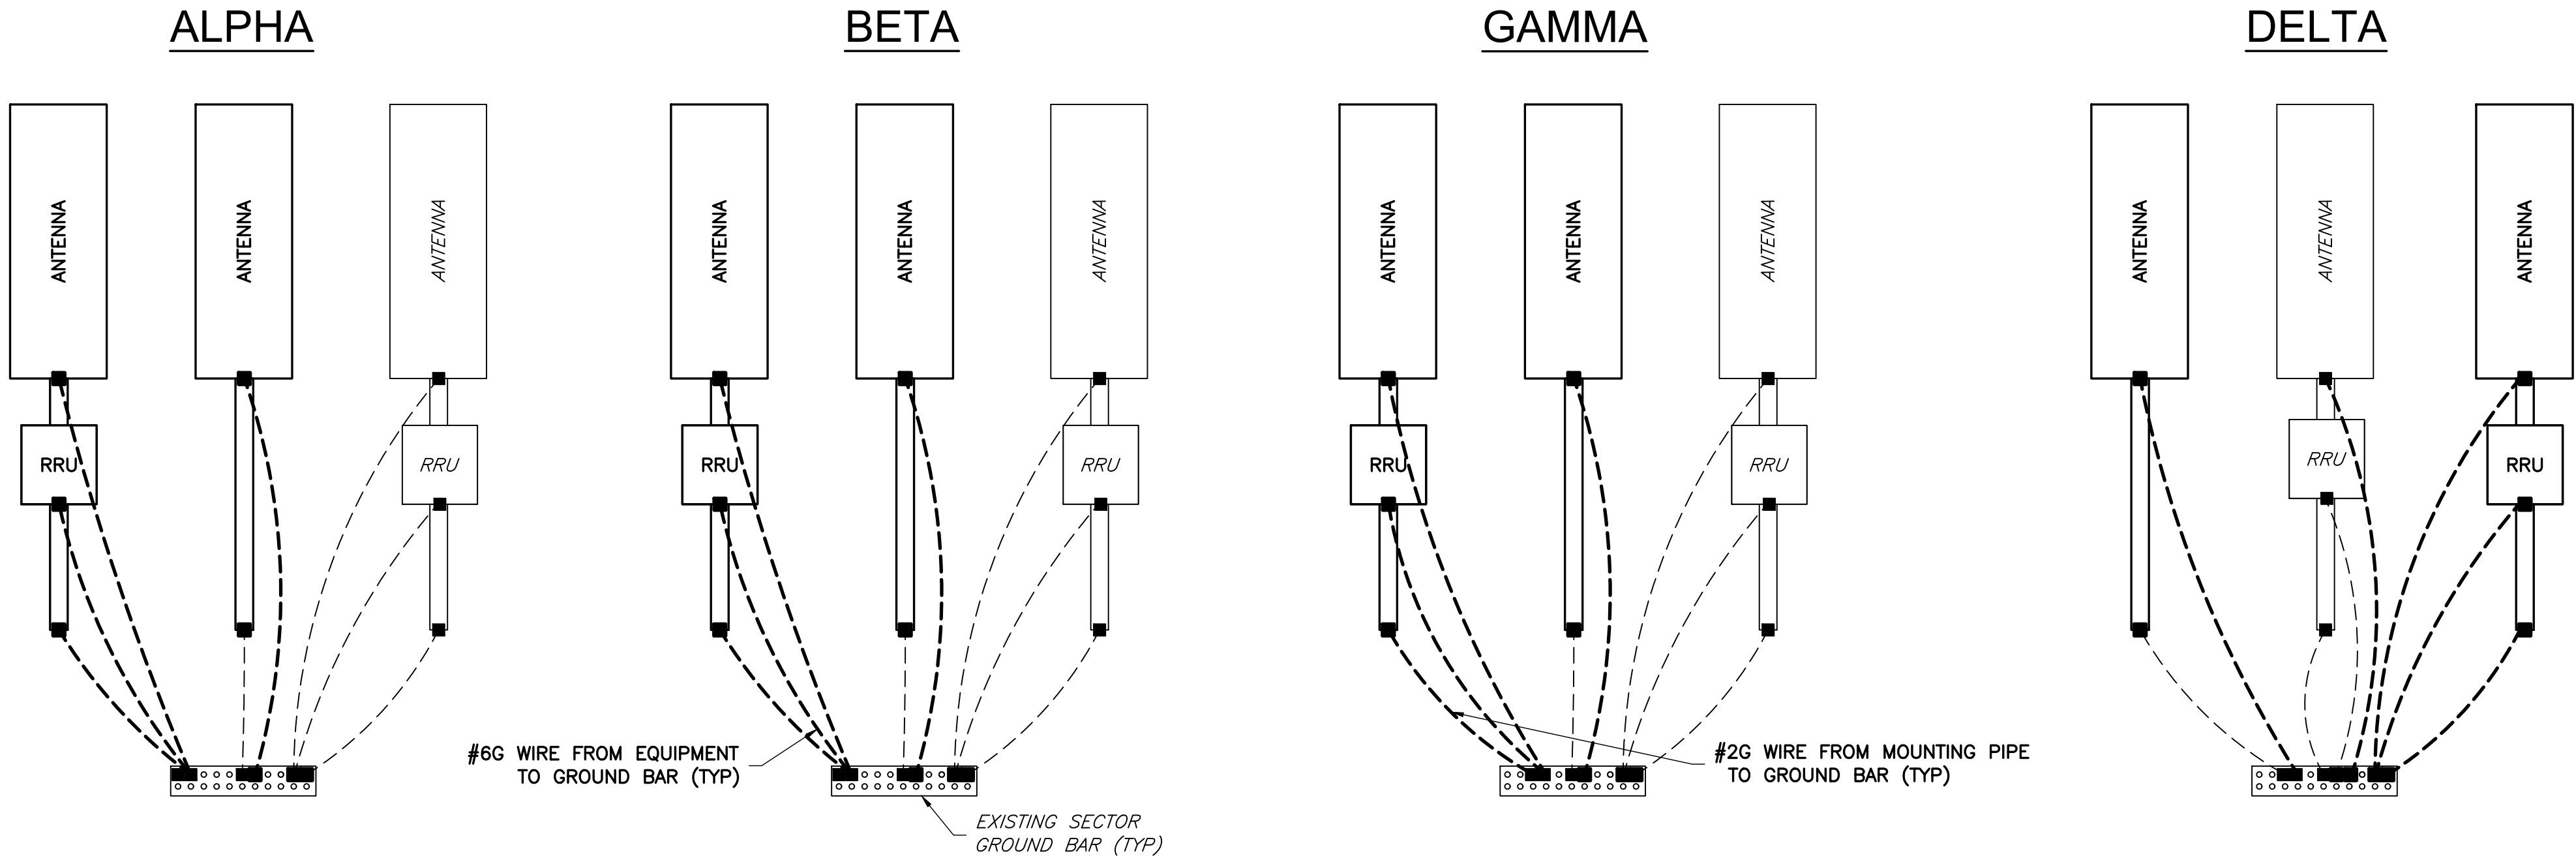 ALPHA
BETA
GAMMA
DELTA
ANTENNA
ANTENNA
ANTENNA
ANTENNA
ANTENNA
ANTENNA
ANTENNA
ANTENNA
ANTENNA
ANTENNA
ANTENNA
ANTENNA
RRU
RRU
RRU
RRU
RRU
RRU
RRU
RRU
#6G WIRE FROM EQUIPMENT
TO GROUND BAR (TYP)
#2G WIRE FROM MOUNTING PIPE
TO GROUND BAR (TYP)
EXISTING SECTOR
GROUND BAR (TYP)